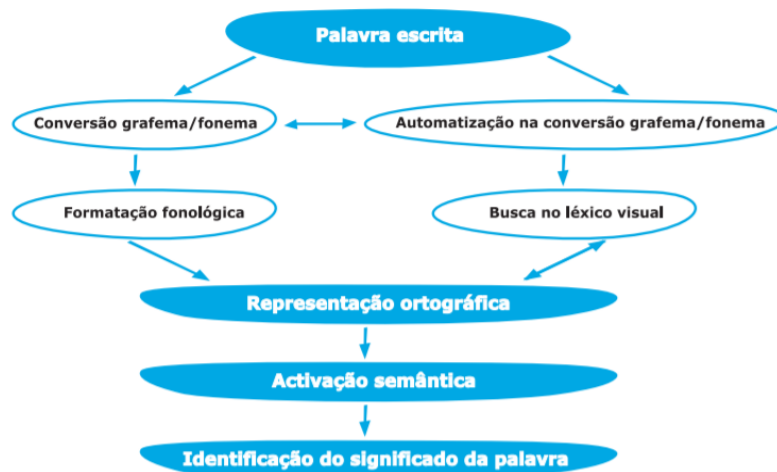 Palavra escrita
Conversão grafema/fonema
Automatização na conversão grafema/fonema
Formatação fonológica
Busca no léxico visual
Representação ortográfica
Activação semântica
Identificação do significado da palavra